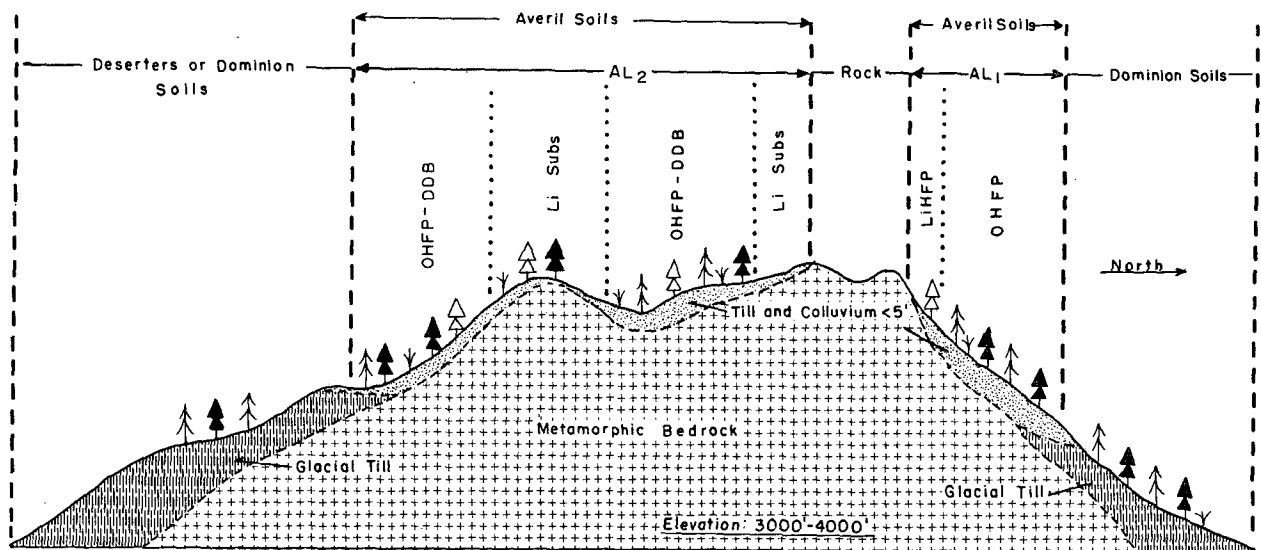 Averil Soils
Averil Soils
Deserters or Dominion
Soils
AL2
Rock
AL1
Dominion Soils
OHFP-DDB
Li Subs
OHFP-DDB
Li Subs
LiHFP
OHFP
North
Till and Colluvium <5'
Metamorphic Bedrock
Glacial Till
Glacial Till
Elevation: 3000'-4000'